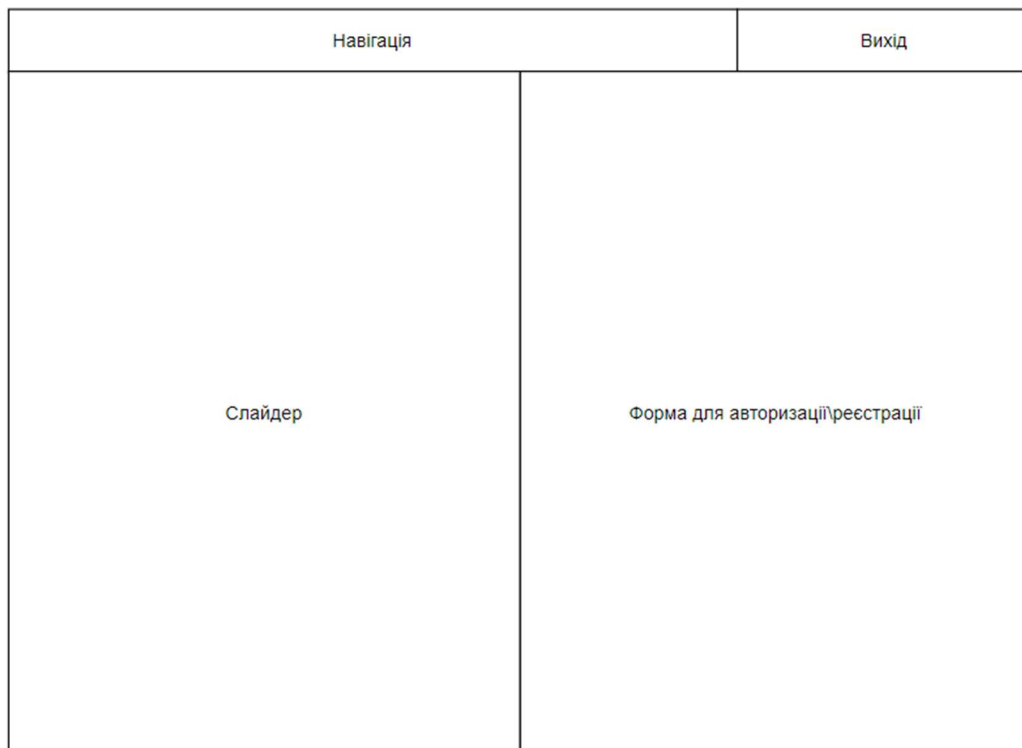 Навігація
Вихід
Слайдер
Форма для авторизації\реєстрації